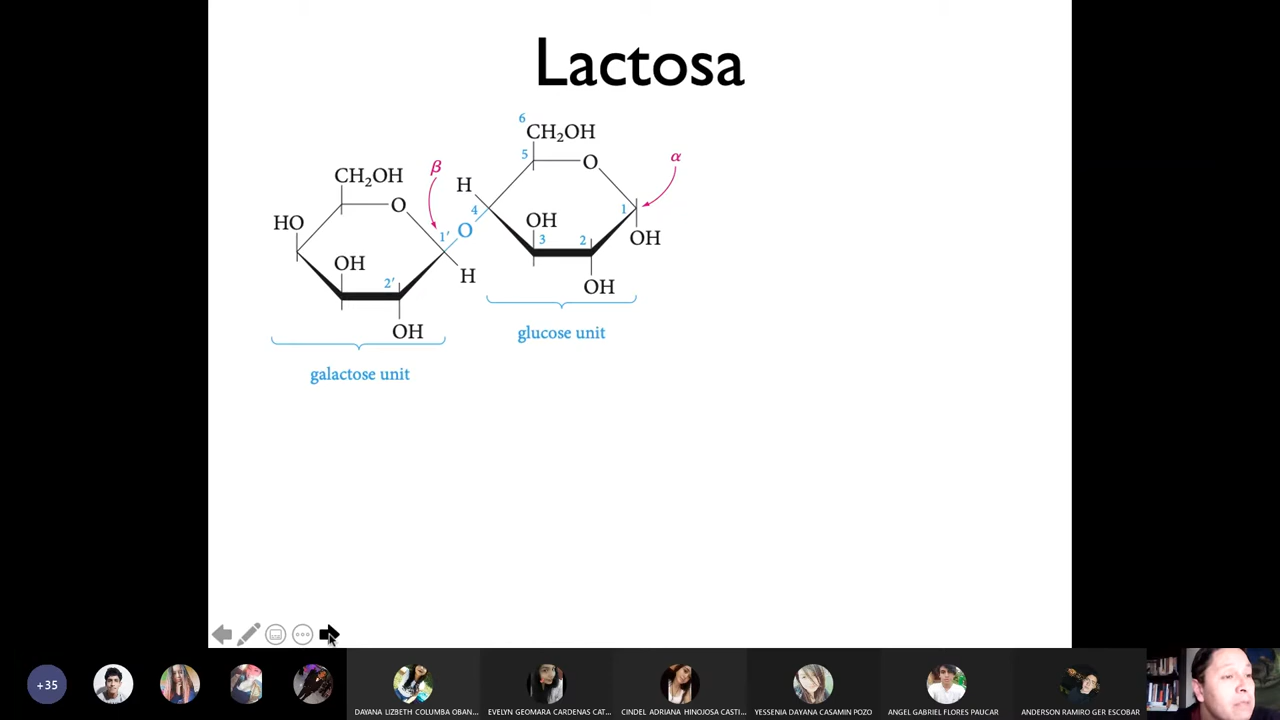 Lactosa
6
CH₂OH
5
O
α
β
CH₂OH
H
4
1
O
HO
OH
O
1′
3
2
OH
OH
2′
H
OH
OH
glucose unit
galactose unit
+35
DAYANA LIZBETH COLUMBA OBAN...
EVELYN GEOMARA CARDENAS CAT...
CINDEL ADRIANA HINOJOSA CASTI...
YESSENIA DAYANA CASAMIN POZO
ANGEL GABRIEL FLORES PAUCAR
ANDERSON RAMIRO GER ESCOBAR